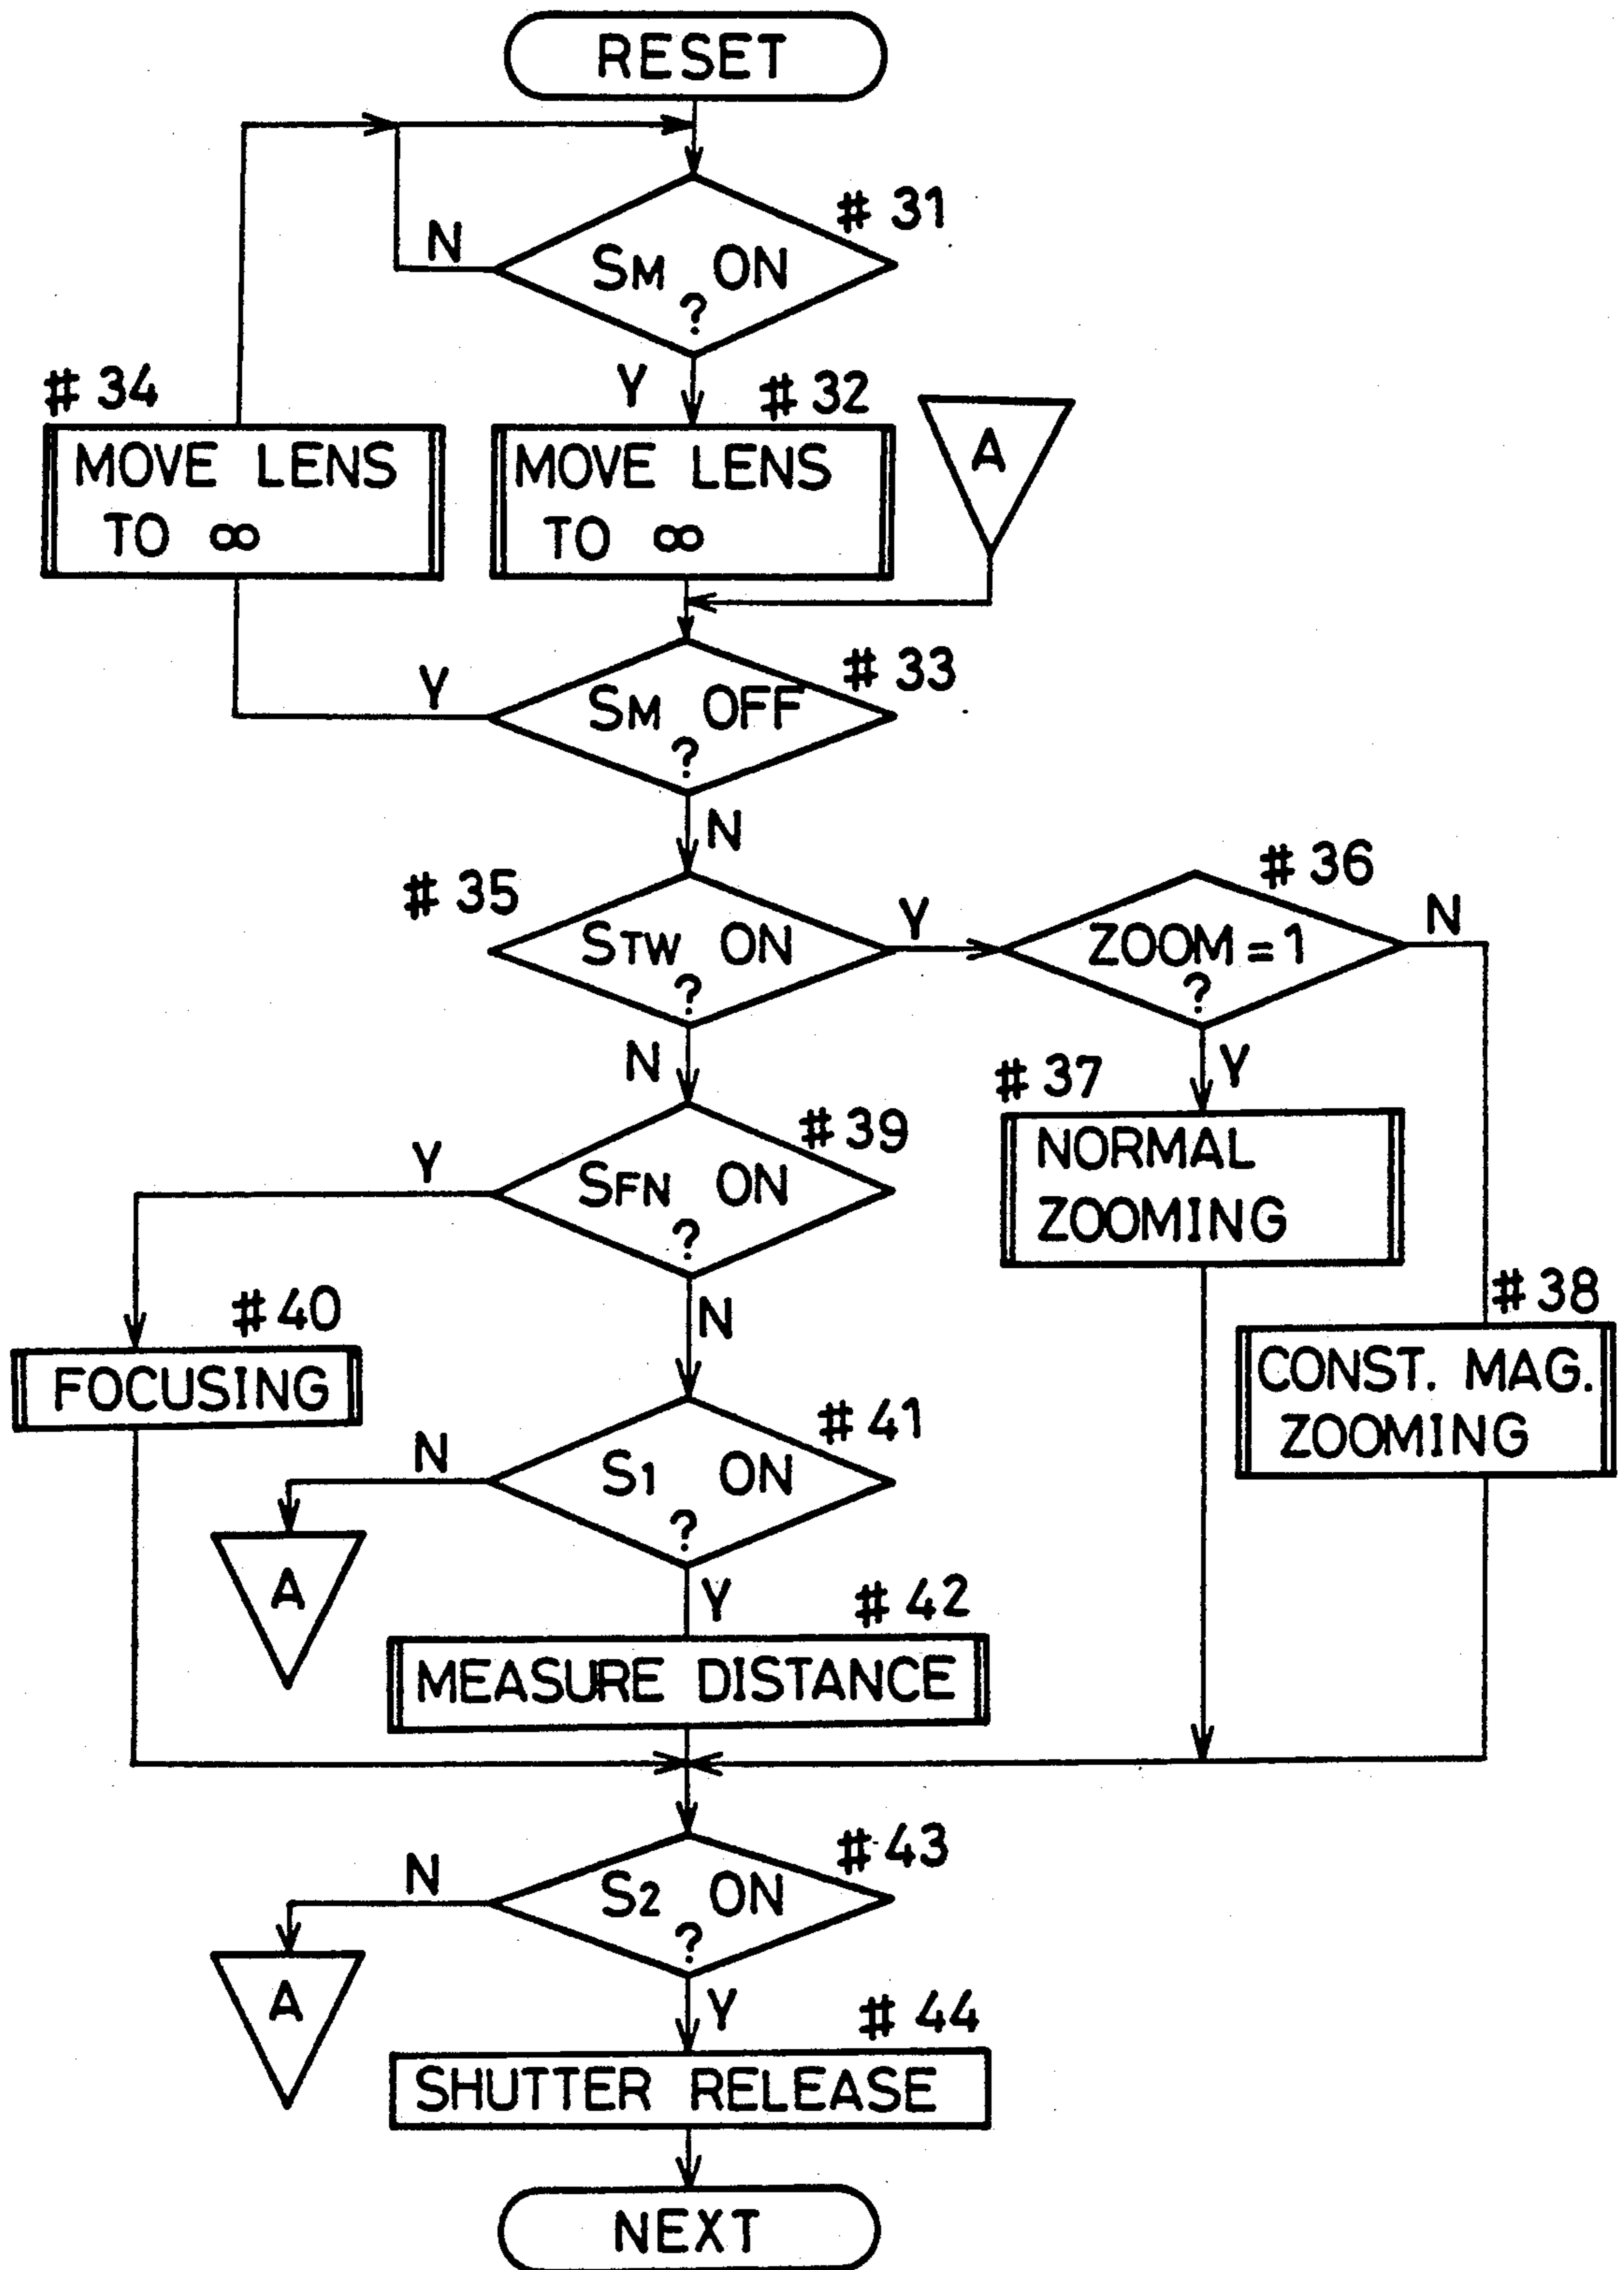 RESET
# 31
N
SM ON
?
Y
# 34
# 32
MOVE LENS
TO ∞
MOVE LENS
TO ∞
A
# 33
Y
SM OFF
?
N
# 35
# 36
STW ON
?
Y
ZOOM = 1
?
N
N
# 37
Y
NORMAL
ZOOMING
# 39
Y
SFN ON
?
N
# 38
CONST. MAG.
ZOOMING
# 40
FOCUSING
# 41
N
S1 ON
?
A
Y
# 42
MEASURE DISTANCE
# 43
N
S2 ON
?
A
Y
# 44
SHUTTER RELEASE
NEXT